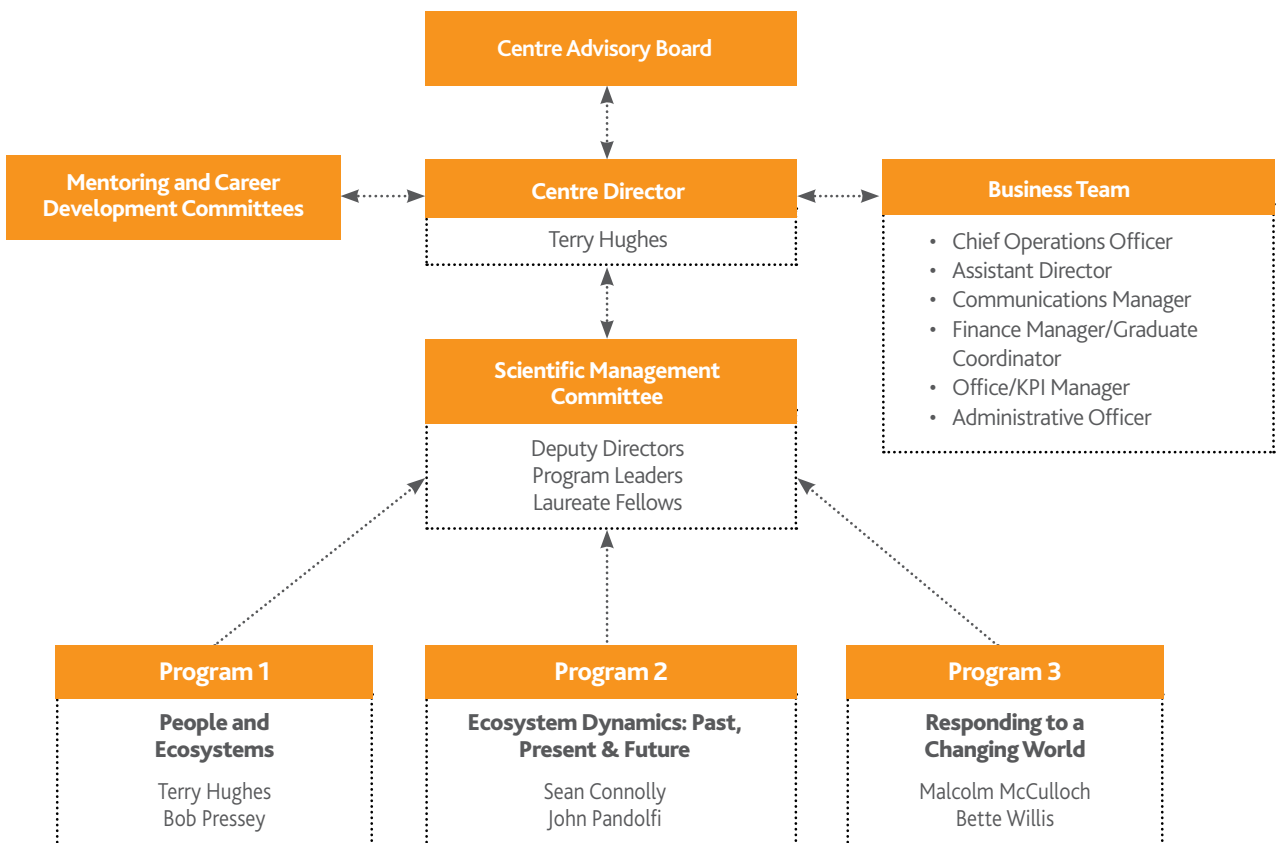 Centre Advisory Board
Mentoring and Career
Development Committees
Centre Director
Terry Hughes
Business Team
• Chief Operations Officer
• Assistant Director
• Communications Manager
• Finance Manager/Graduate
Coordinator
• Office/KPI Manager
• Administrative Officer
Scientific Management
Committee
Deputy Directors
Program Leaders
Laureate Fellows
Program 1
People and
Ecosystems
Terry Hughes
Bob Pressey
Program 2
Ecosystem Dynamics: Past,
Present & Future
Sean Connolly
John Pandolfi
Program 3
Responding to a
Changing World
Malcolm McCulloch
Bette Willis